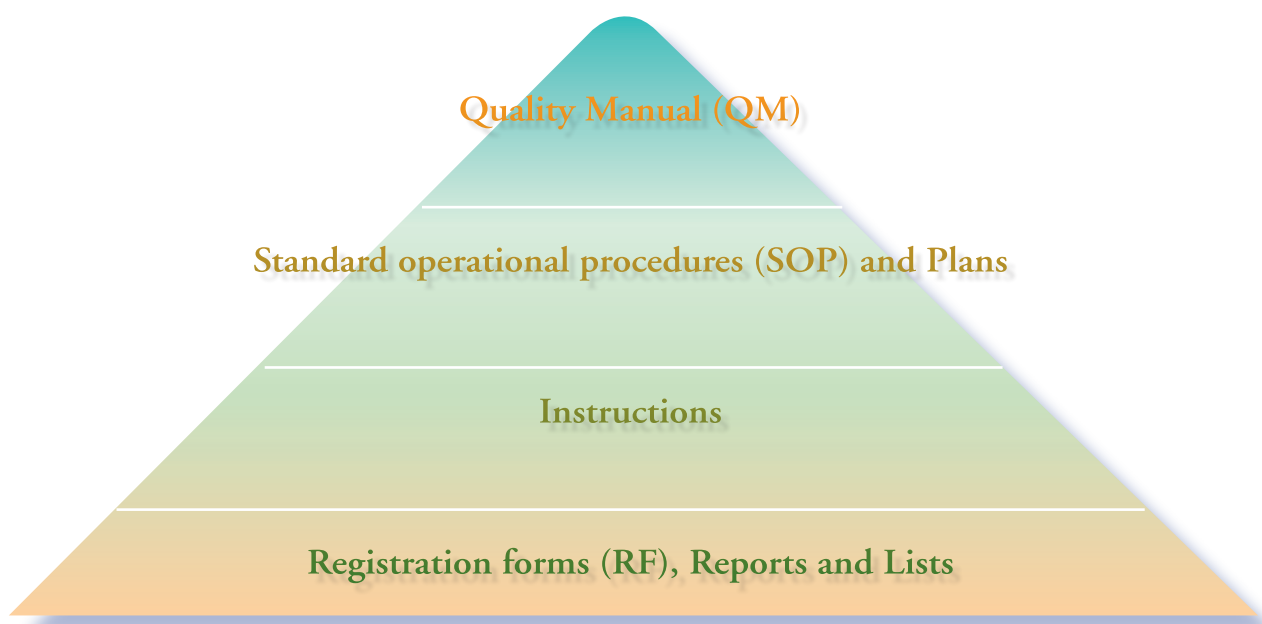 Quality Manual (QM)
Standard operational procedures (SOP) and Plans
Instructions
Registration forms (RF), Reports and Lists